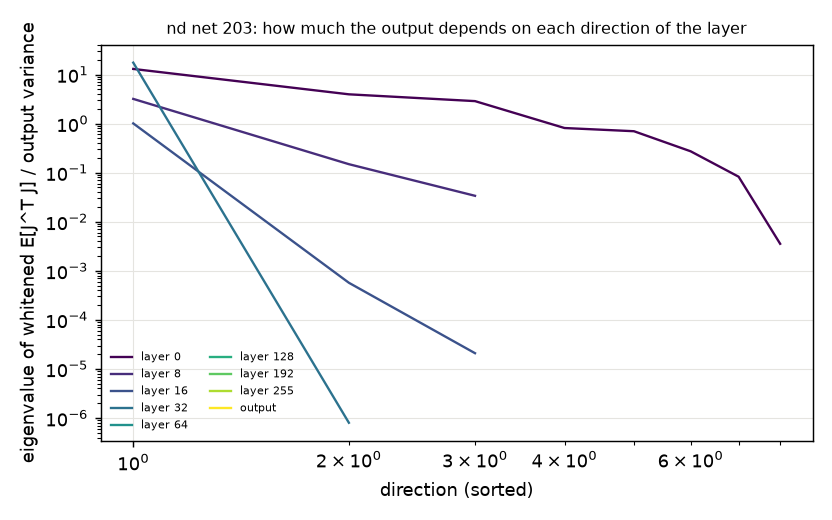 nd net 203: how much the output depends on each direction of the layer
eigenvalue of whitened E[J^T J] / output variance
10^1
10^0
10^-1
10^-2
10^-3
10^-4
10^-5
10^-6
layer 0
layer 8
layer 16
layer 32
layer 64
layer 128
layer 192
layer 255
output
10^0
2 × 10^0
3 × 10^0
4 × 10^0
6 × 10^0
direction (sorted)